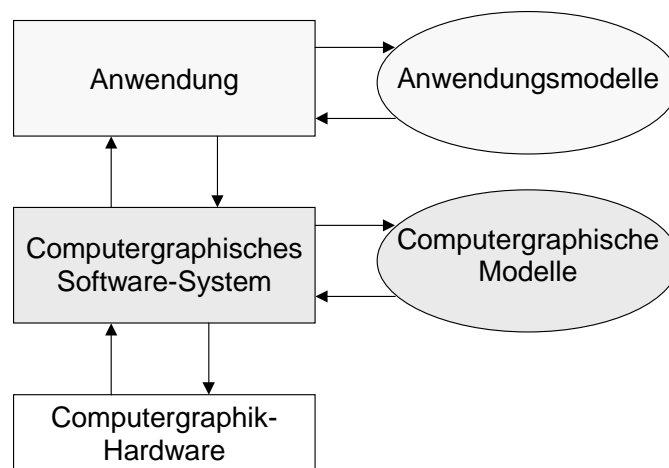 Anwendung
Anwendungsmodelle
Computergraphisches
Software-System
Computergraphische
Modelle
Computergraphik-
Hardware